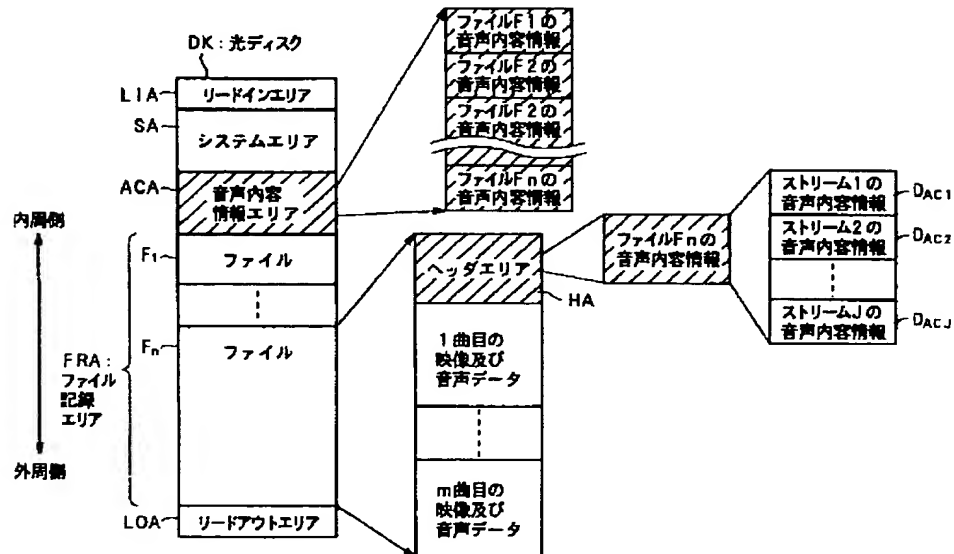 DK:光ディスク
LIA
リードインエリア
SA
システムエリア
ACA
音声内容
情報エリア
内周側
外周側
F1
ファイル
Fn
ファイル
FRA:
ファイル
記録
エリア
LOA
リードアウトエリア
ファイルF1の
音声内容情報
ファイルF2の
音声内容情報
ファイルF2の
音声内容情報
ファイルFnの
音声内容情報
ヘッダエリア
HA
1曲目の
映像及び
音声データ
m曲目の
映像及び
音声データ
ファイルFnの
音声内容情報
ストリーム1の
音声内容情報
DAC1
ストリーム2の
音声内容情報
DAC2
ストリームJの
音声内容情報
DACJ